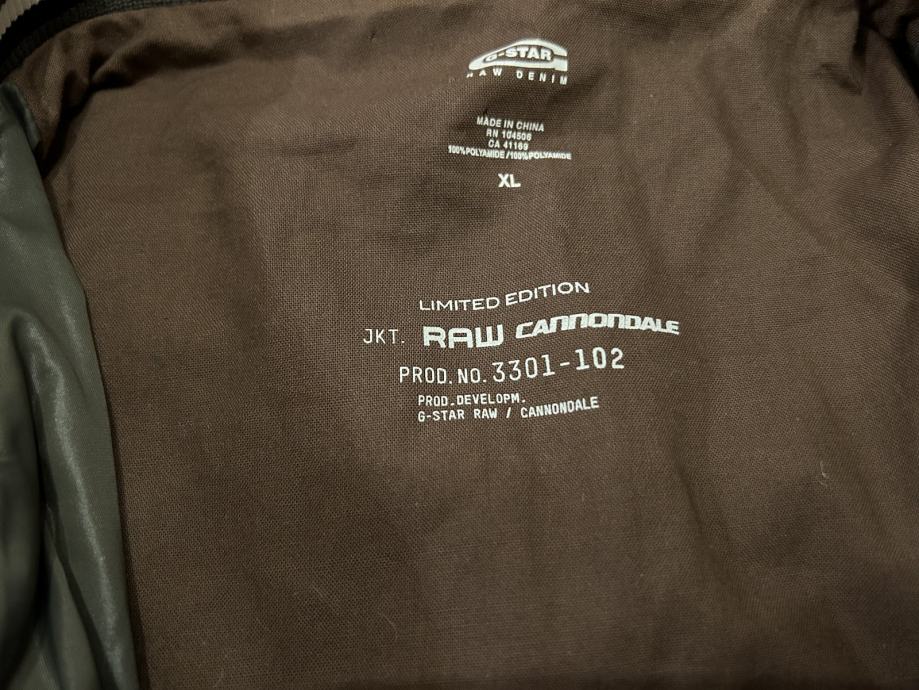 G-STAR
RAW DENIM
MADE IN CHINA
RN 104506
CA 41169
100%POLYAMIDE/100%POLYAMIDE
XL
LIMITED EDITION
JKT. RAW cannondale
PROD.NO. 3301-102
PROD.DEVELOPM.
G-STAR RAW / CANNONDALE